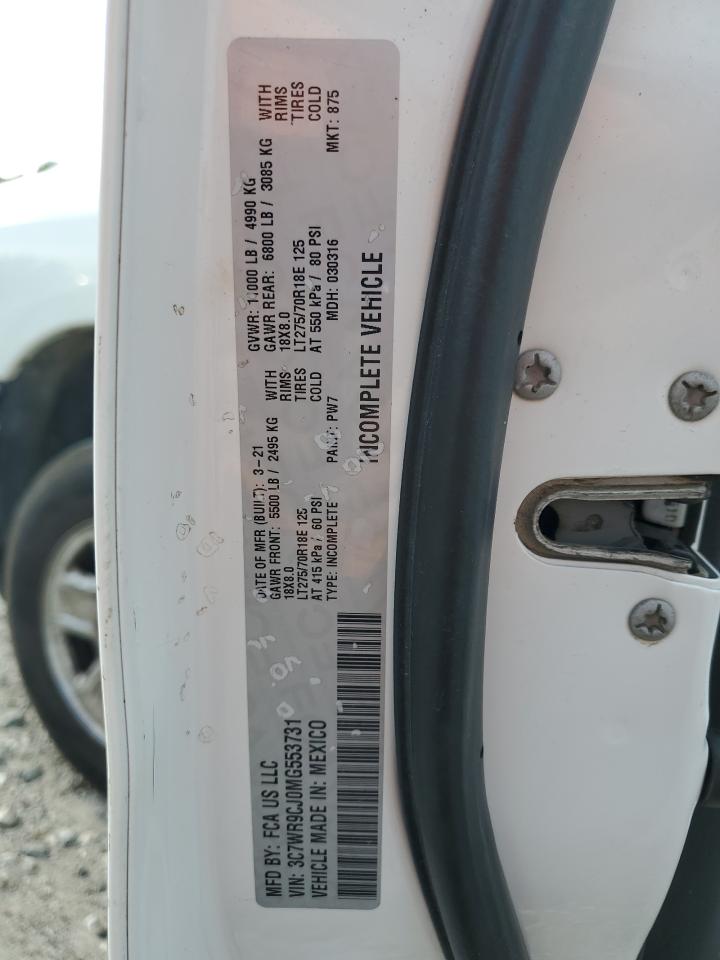 MFD BY: FCA US LLC
DATE OF MFR (BUILT): 3-21
GVWR: 11000 LB / 4990 KG
VIN: 3C7WR9CJ0MG553731
GAWR FRONT: 5500 LB / 2495 KG WITH
GAWR REAR: 6800 LB / 3085 KG WITH
VEHICLE MADE IN: MEXICO
18X8.0 RIMS
18X8.0 RIMS
LT275/70R18E 125 TIRES
LT275/70R18E 125 TIRES
AT 415 kPa / 60 PSI COLD
AT 550 kPa / 80 PSI COLD
TYPE: INCOMPLETE PAINT: PW7 MDH: 030316 MKT: 875
INCOMPLETE VEHICLE